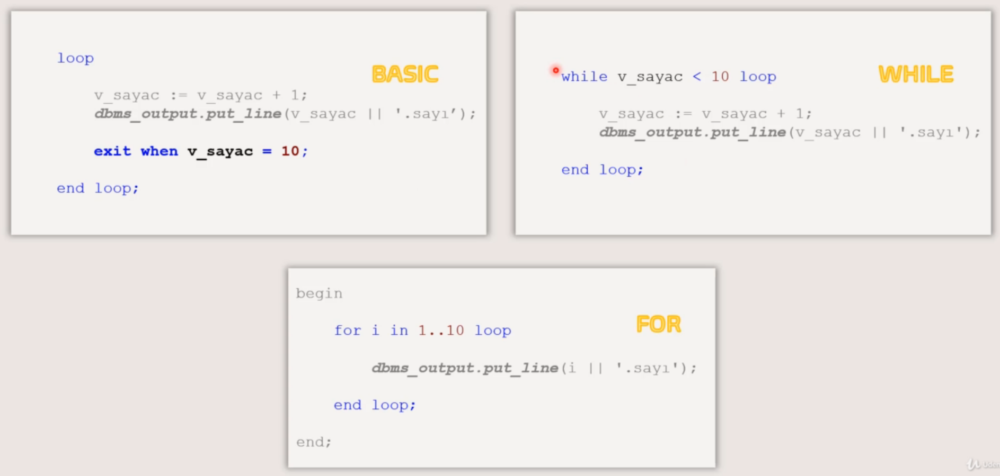 loop
BASIC
v_sayac := v_sayac + 1;
dbms_output.put_line(v_sayac || '.sayı’);
exit when v_sayac = 10;
end loop;
while v_sayac < 10 loop
WHILE
v_sayac := v_sayac + 1;
dbms_output.put_line(v_sayac || '.sayı');
end loop;
begin
for i in 1..10 loop
FOR
dbms_output.put_line(i || '.sayı');
end loop;
end;